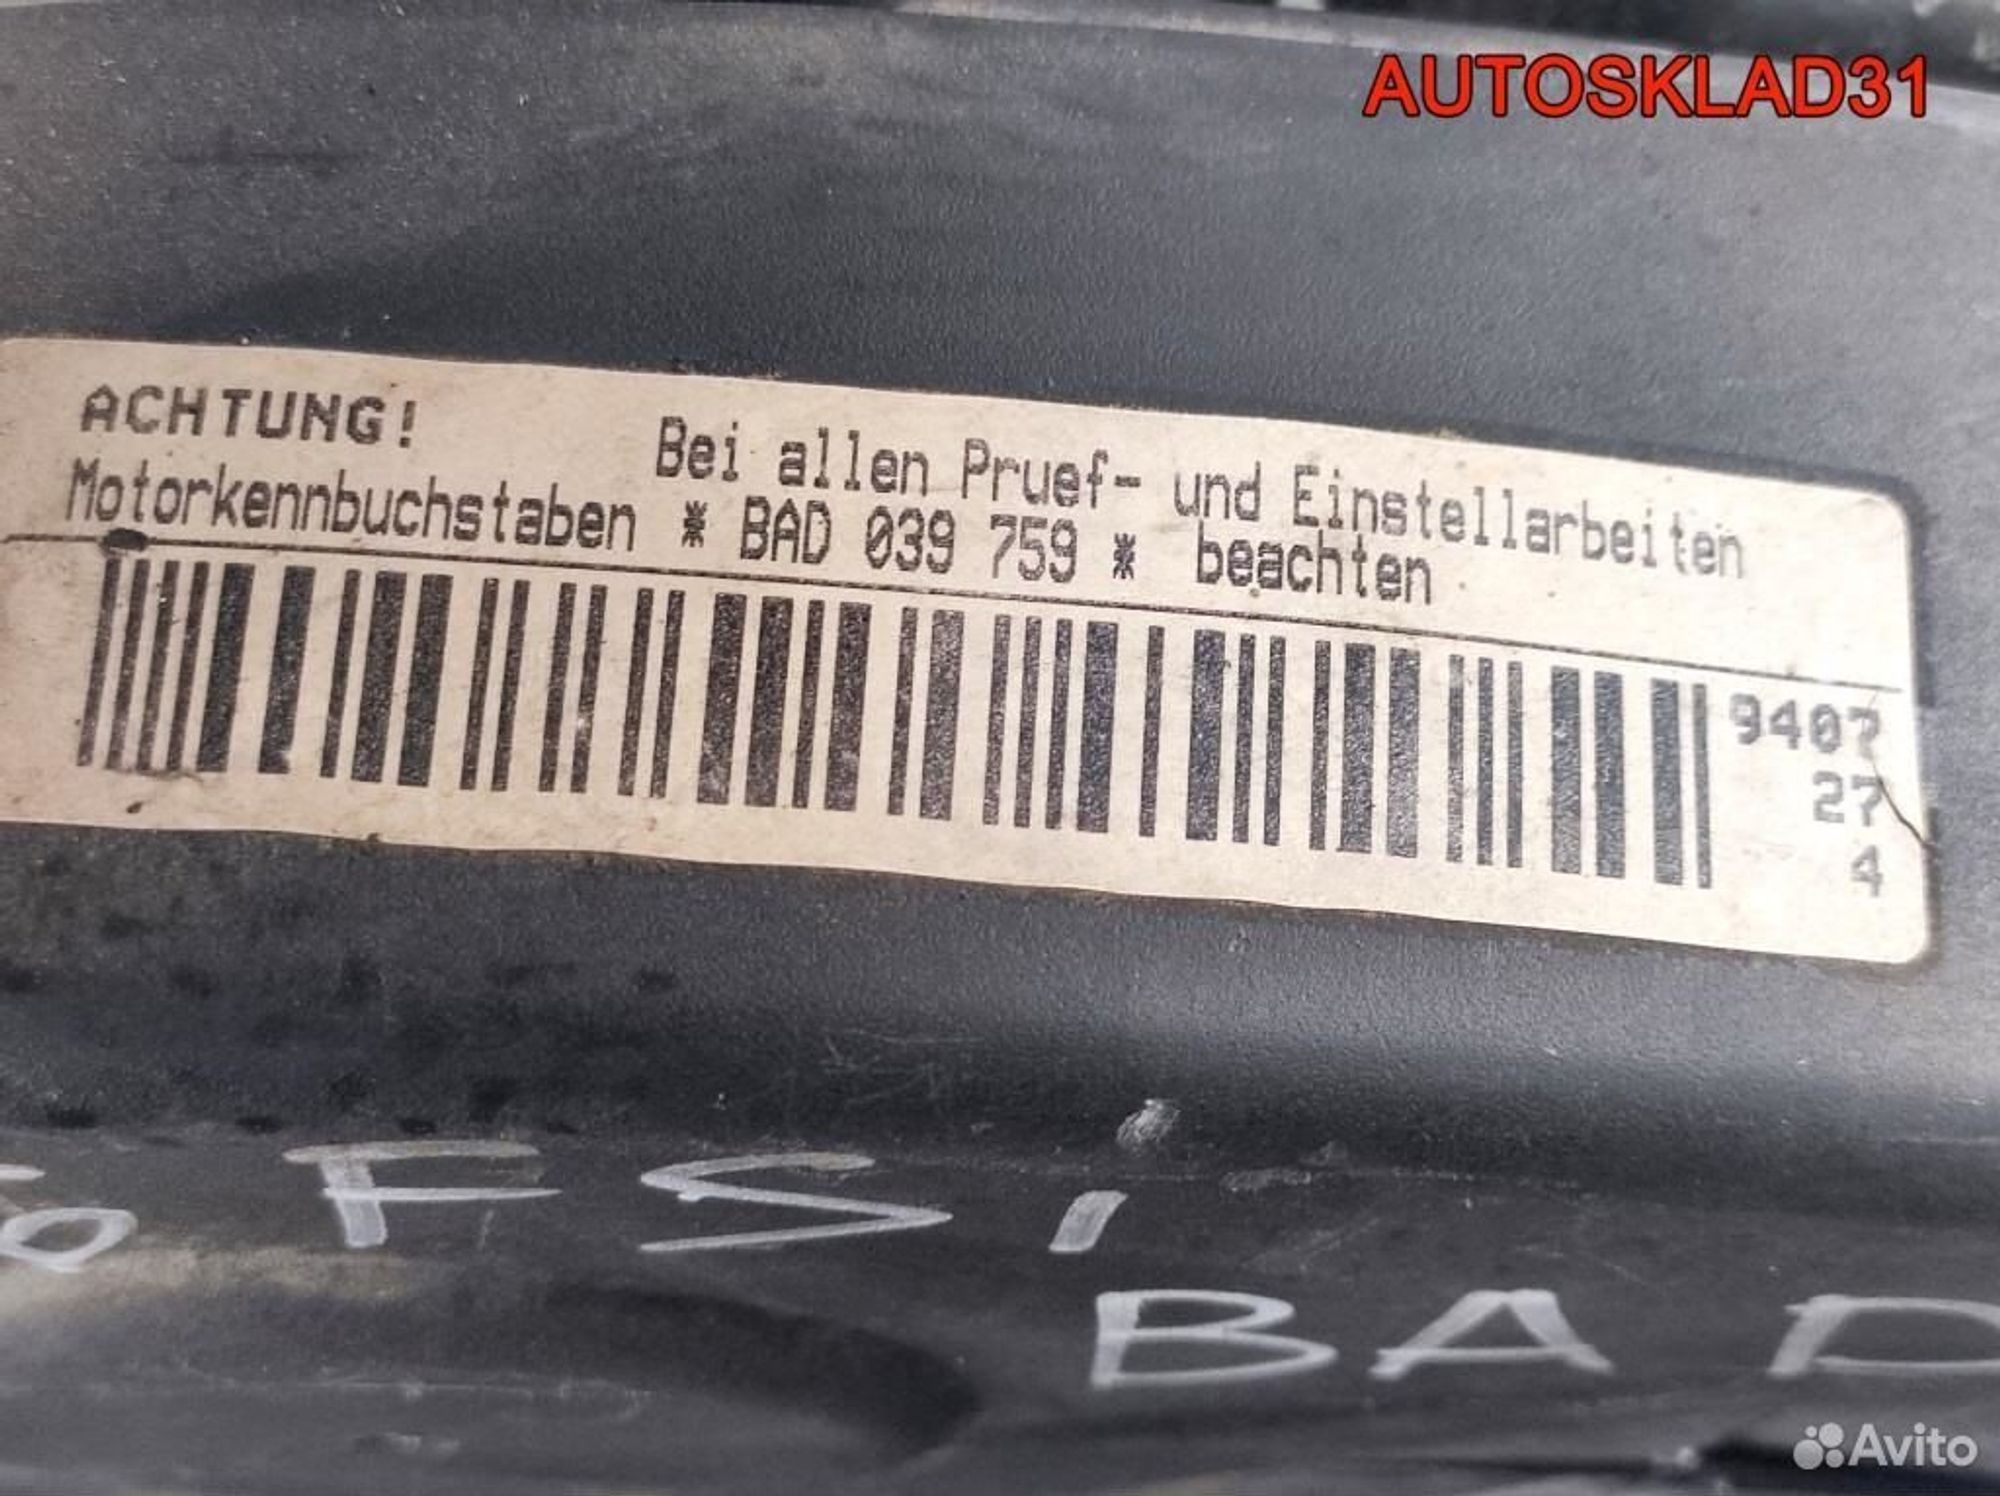 AUTOSKLAD31
ACHTUNG! Bei allen Pruef- und Einstellarbeiten
Motorkennbuchstaben * BAD 039 759 * beachten
9407
27
4
FSi
BAD
Avito